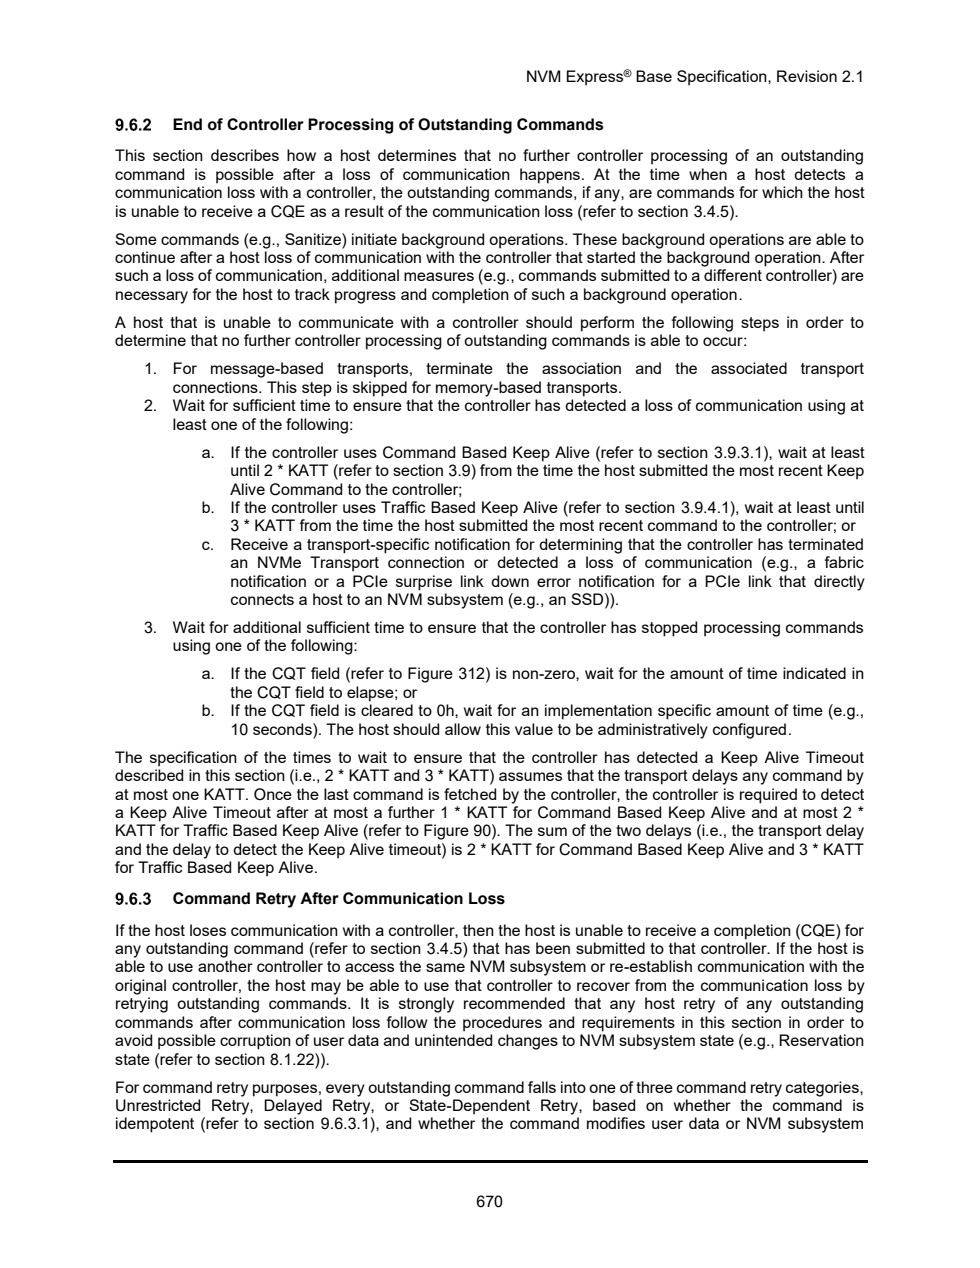 NVM Express® Base Specification, Revision 2.1
9.6.2 End of Controller Processing of Outstanding Commands
This section describes how a host determines that no further controller processing of an outstanding
command is possible after a loss of communication happens. At the time when a host detects a
communication loss with a controller, the outstanding commands, if any, are commands for which the host
is unable to receive a CQE as a result of the communication loss (refer to section 3.4.5).
Some commands (e.g., Sanitize) initiate background operations. These background operations are able to
continue after a host loss of communication with the controller that started the background operation. After
such a loss of communication, additional measures (e.g., commands submitted to a different controller) are
necessary for the host to track progress and completion of such a background operation.
A host that is unable to communicate with a controller should perform the following steps in order to
determine that no further controller processing of outstanding commands is able to occur:
1. For message-based transports, terminate the association and the associated transport
connections. This step is skipped for memory-based transports.
2. Wait for sufficient time to ensure that the controller has detected a loss of communication using at
least one of the following:
a. If the controller uses Command Based Keep Alive (refer to section 3.9.3.1), wait at least
until 2 * KATT (refer to section 3.9) from the time the host submitted the most recent Keep
Alive Command to the controller;
b. If the controller uses Traffic Based Keep Alive (refer to section 3.9.4.1), wait at least until
3 * KATT from the time the host submitted the most recent command to the controller; or
c. Receive a transport-specific notification for determining that the controller has terminated
an NVMe Transport connection or detected a loss of communication (e.g., a fabric
notification or a PCIe surprise link down error notification for a PCIe link that directly
connects a host to an NVM subsystem (e.g., an SSD)).
3. Wait for additional sufficient time to ensure that the controller has stopped processing commands
using one of the following:
a. If the CQT field (refer to Figure 312) is non-zero, wait for the amount of time indicated in
the CQT field to elapse; or
b. If the CQT field is cleared to 0h, wait for an implementation specific amount of time (e.g.,
10 seconds). The host should allow this value to be administratively configured.
The specification of the times to wait to ensure that the controller has detected a Keep Alive Timeout
described in this section (i.e., 2 * KATT and 3 * KATT) assumes that the transport delays any command by
at most one KATT. Once the last command is fetched by the controller, the controller is required to detect
a Keep Alive Timeout after at most a further 1 * KATT for Command Based Keep Alive and at most 2 *
KATT for Traffic Based Keep Alive (refer to Figure 90). The sum of the two delays (i.e., the transport delay
and the delay to detect the Keep Alive timeout) is 2 * KATT for Command Based Keep Alive and 3 * KATT
for Traffic Based Keep Alive.
9.6.3 Command Retry After Communication Loss
If the host loses communication with a controller, then the host is unable to receive a completion (CQE) for
any outstanding command (refer to section 3.4.5) that has been submitted to that controller. If the host is
able to use another controller to access the same NVM subsystem or re-establish communication with the
original controller, the host may be able to use that controller to recover from the communication loss by
retrying outstanding commands. It is strongly recommended that any host retry of any outstanding
commands after communication loss follow the procedures and requirements in this section in order to
avoid possible corruption of user data and unintended changes to NVM subsystem state (e.g., Reservation
state (refer to section 8.1.22)).
For command retry purposes, every outstanding command falls into one of three command retry categories,
Unrestricted Retry, Delayed Retry, or State-Dependent Retry, based on whether the command is
idempotent (refer to section 9.6.3.1), and whether the command modifies user data or NVM subsystem
670